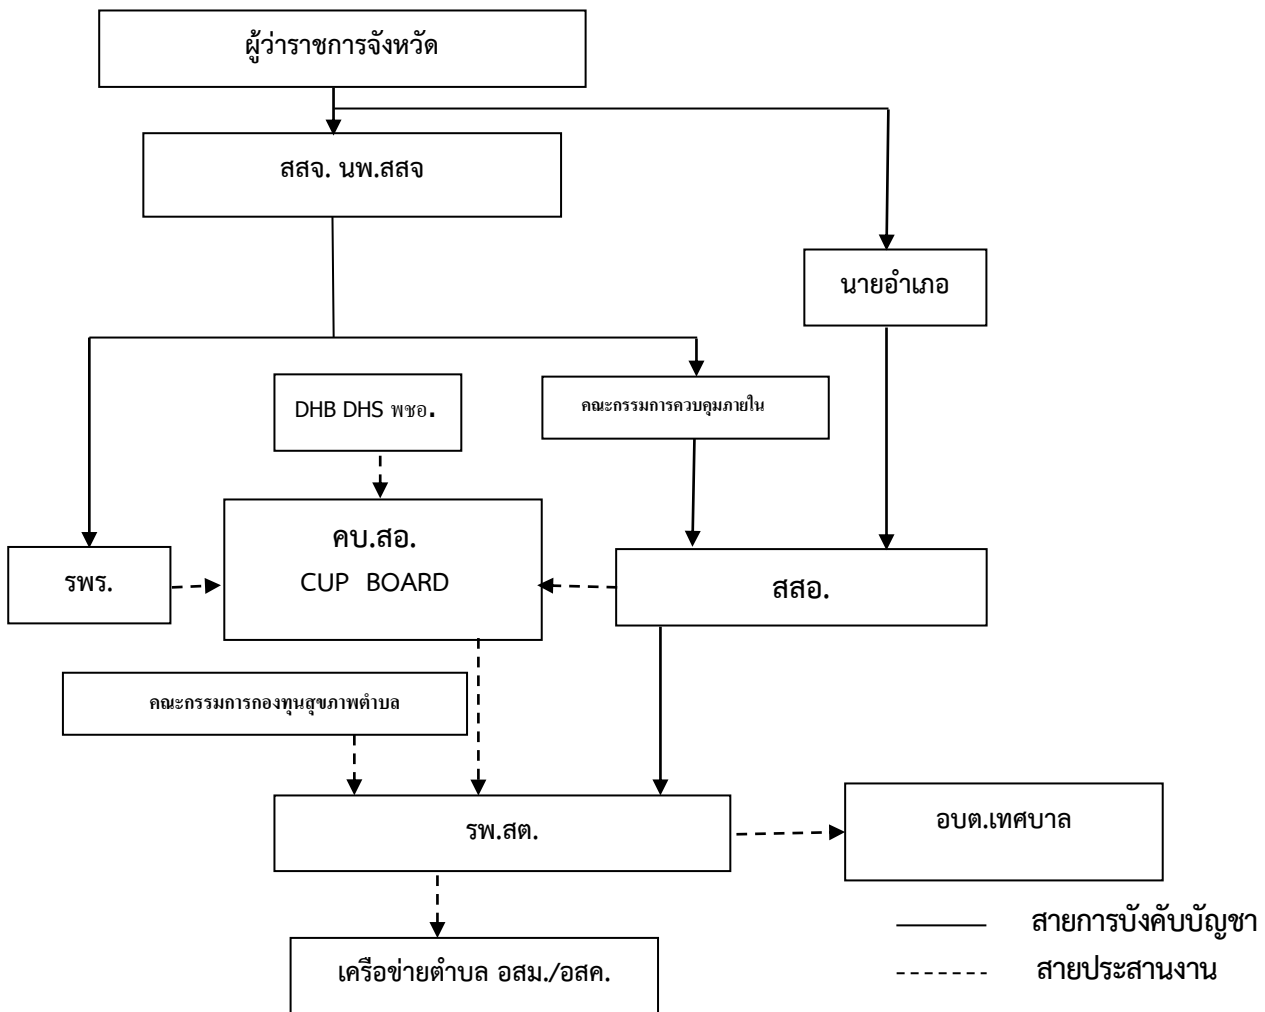 ผู้ว่าราชการจังหวัด
สสจ. นพ.สสจ
นายอำเภอ
DHB DHS พชอ.
คณะกรรมการควบคุมภายใน
คบ.สอ.
CUP BOARD
รพร.
สสอ.
คณะกรรมการกองทุนสุขภาพตำบล
รพ.สต.
อบต.เทศบาล
เครือข่ายตำบล อสม./อสค.
สายการบังคับบัญชา
สายประสานงาน